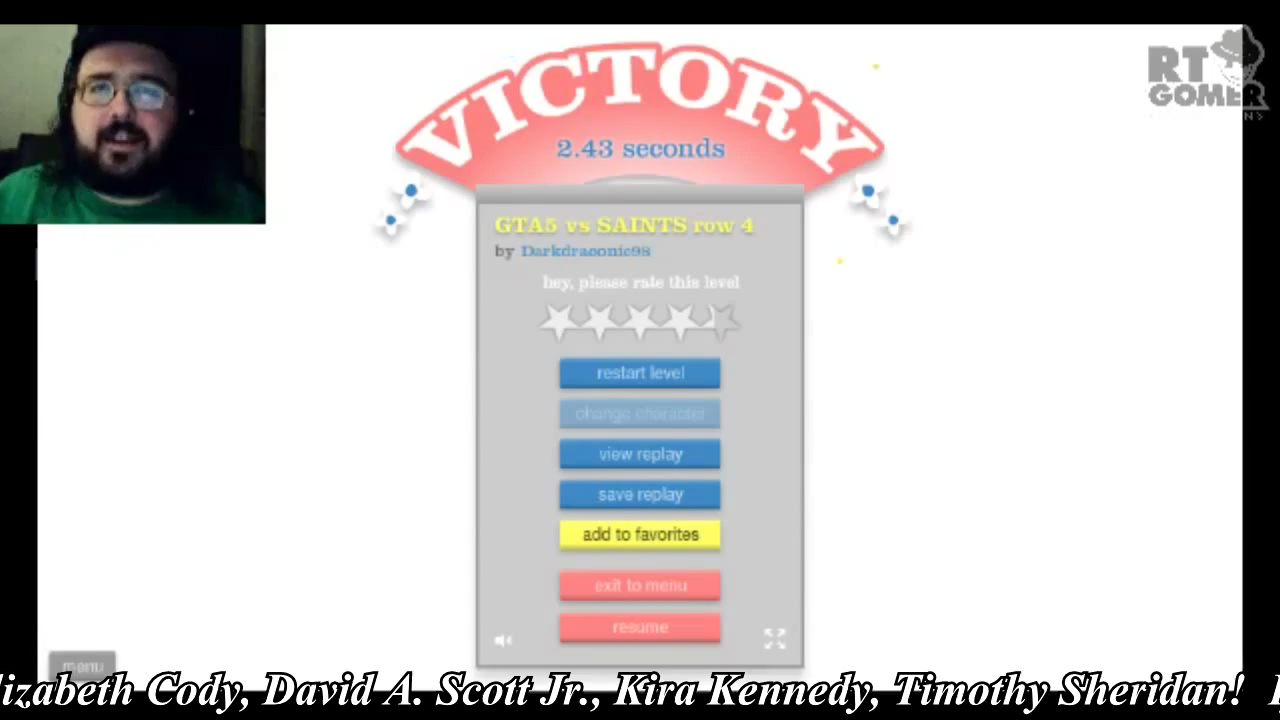 VICTORY
2.43 seconds
RT
GOMER
GTA5 vs SAINTS row 4
by Darkdraconic98
hey, please rate this level
restart level
change character
view replay
save replay
add to favorites
exit to menu
resume
menu
lizabeth Cody, David A. Scott Jr., Kira Kennedy, Timothy Sheridan!